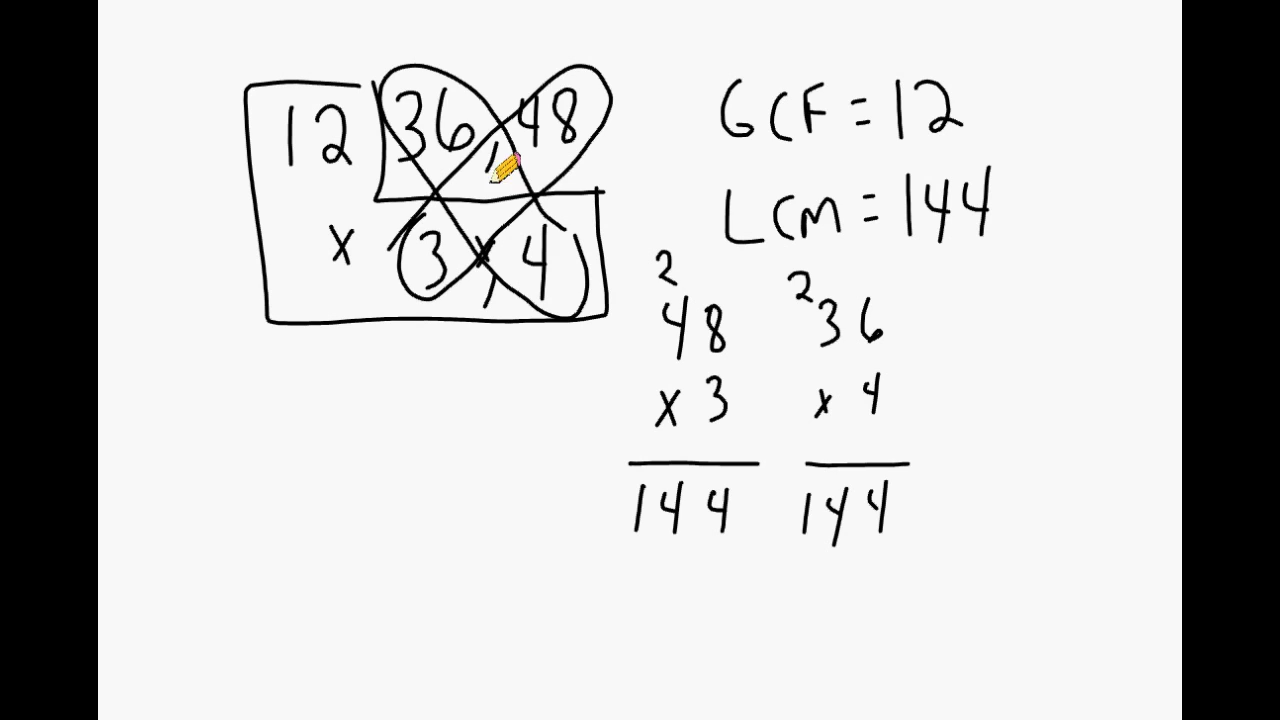 12 36, 48
x 3 x, 4
GCF = 12
LCM = 144
2
48
x 3
144
2
36
x 4
144